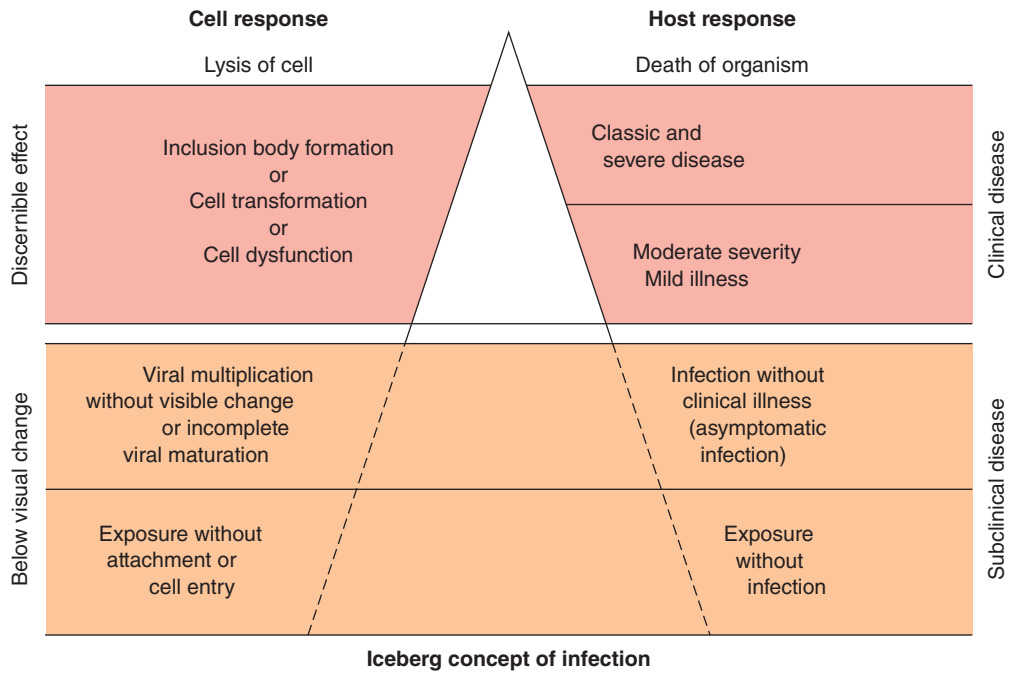 Cell response
Host response
Lysis of cell
Death of organism
Discernible effect
Inclusion body formation
or
Cell transformation
or
Cell dysfunction
Classic and
severe disease
Moderate severity
Mild illness
Clinical disease
Below visual change
Viral multiplication
without visible change
or incomplete
viral maturation
Infection without
clinical illness
(asymptomatic
infection)
Exposure without
attachment or
cell entry
Exposure
without
infection
Subclinical disease
Iceberg concept of infection